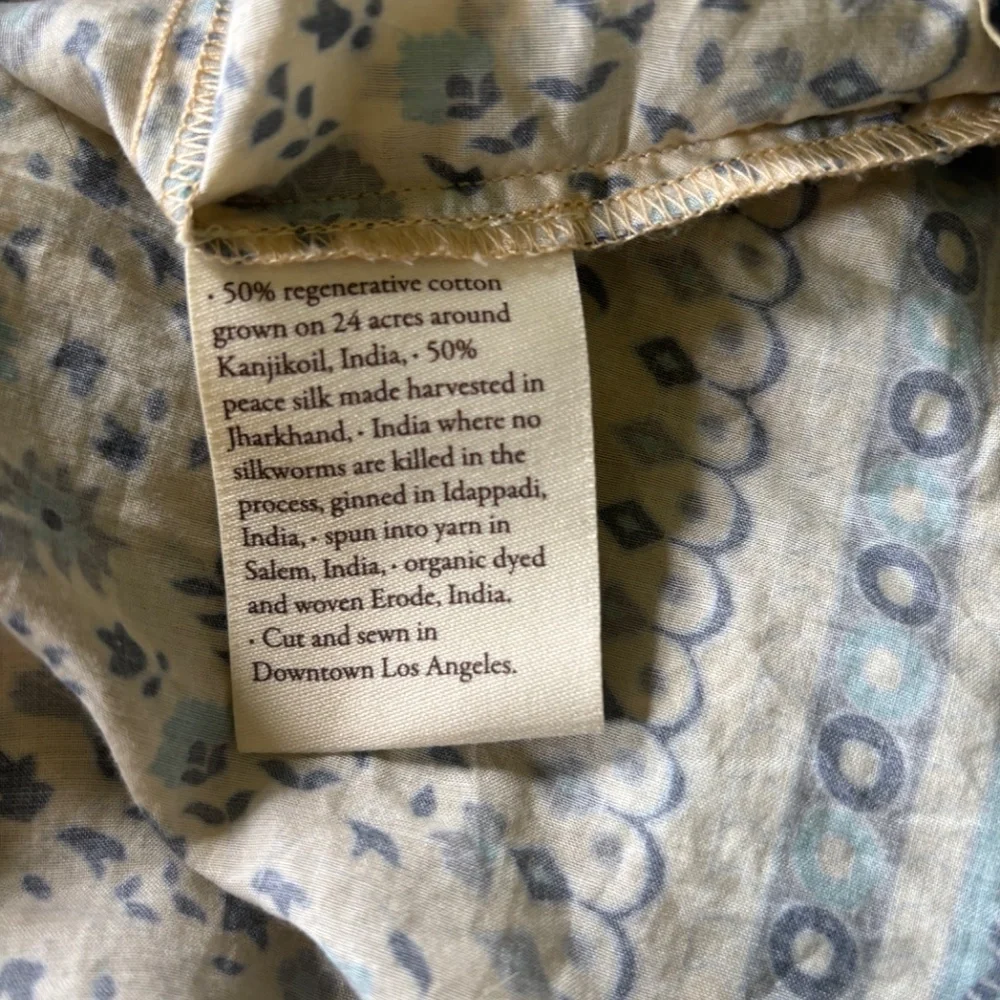 · 50% regenerative cotton
grown on 24 acres around
Kanjikoil, India, · 50%
peace silk made harvested in
Jharkhand, · India where no
silkworms are killed in the
process, ginned in Idappadi,
India, · spun into yarn in
Salem, India, · organic dyed
and woven Erode, India.
· Cut and sewn in
Downtown Los Angeles.